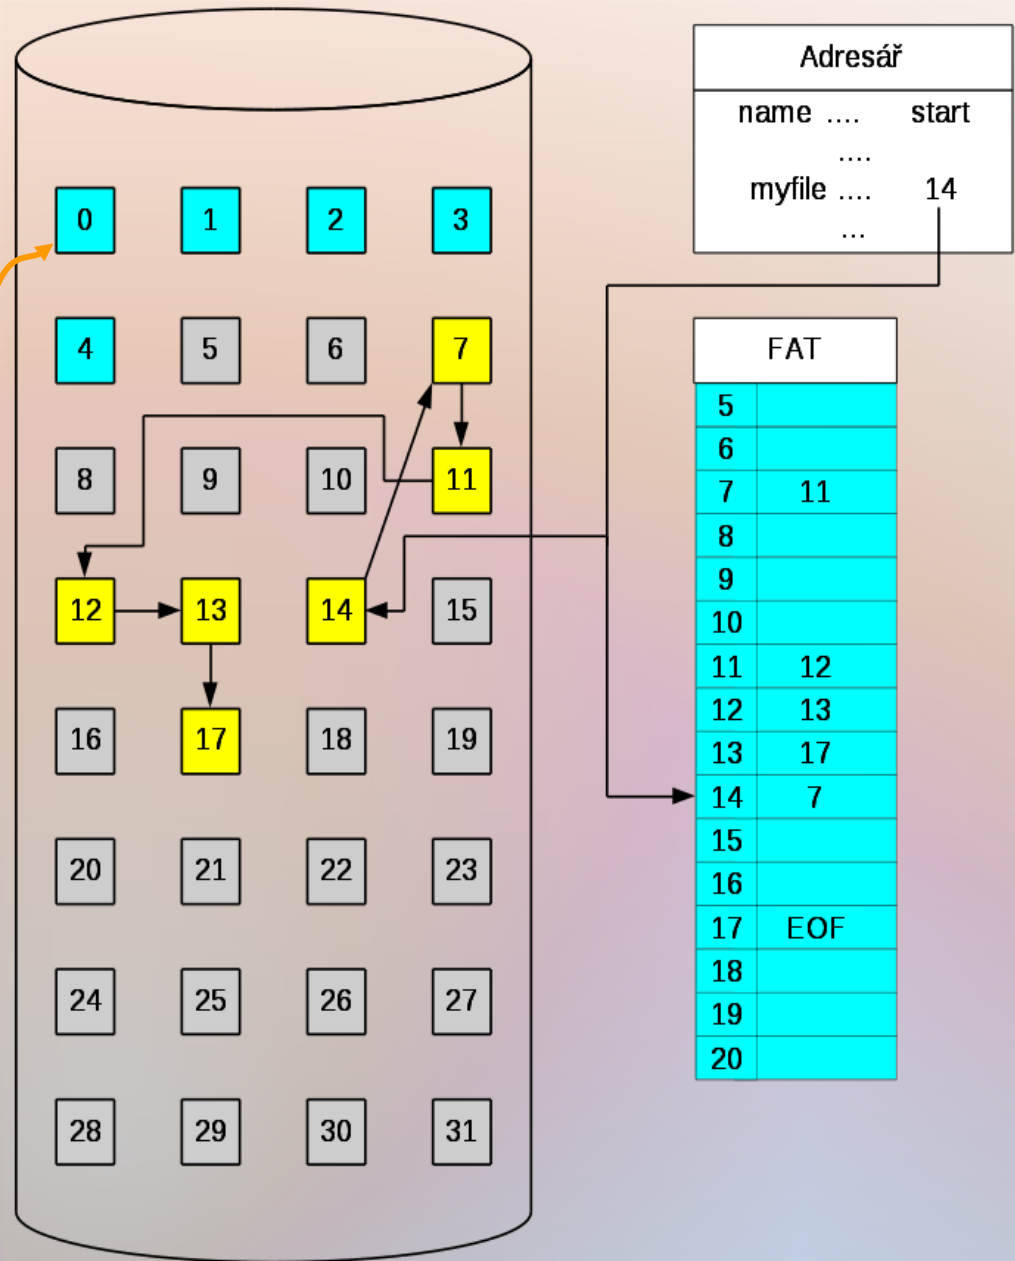 0 1 2 3
4 5 6 7
8 9 10 11
12 13 14 15
16 17 18 19
20 21 22 23
24 25 26 27
28 29 30 31
Adresář
name .... start
....
myfile .... 14
...
FAT
5
6
7 11
8
9
10
11 12
12 13
13 17
14 7
15
16
17 EOF
18
19
20